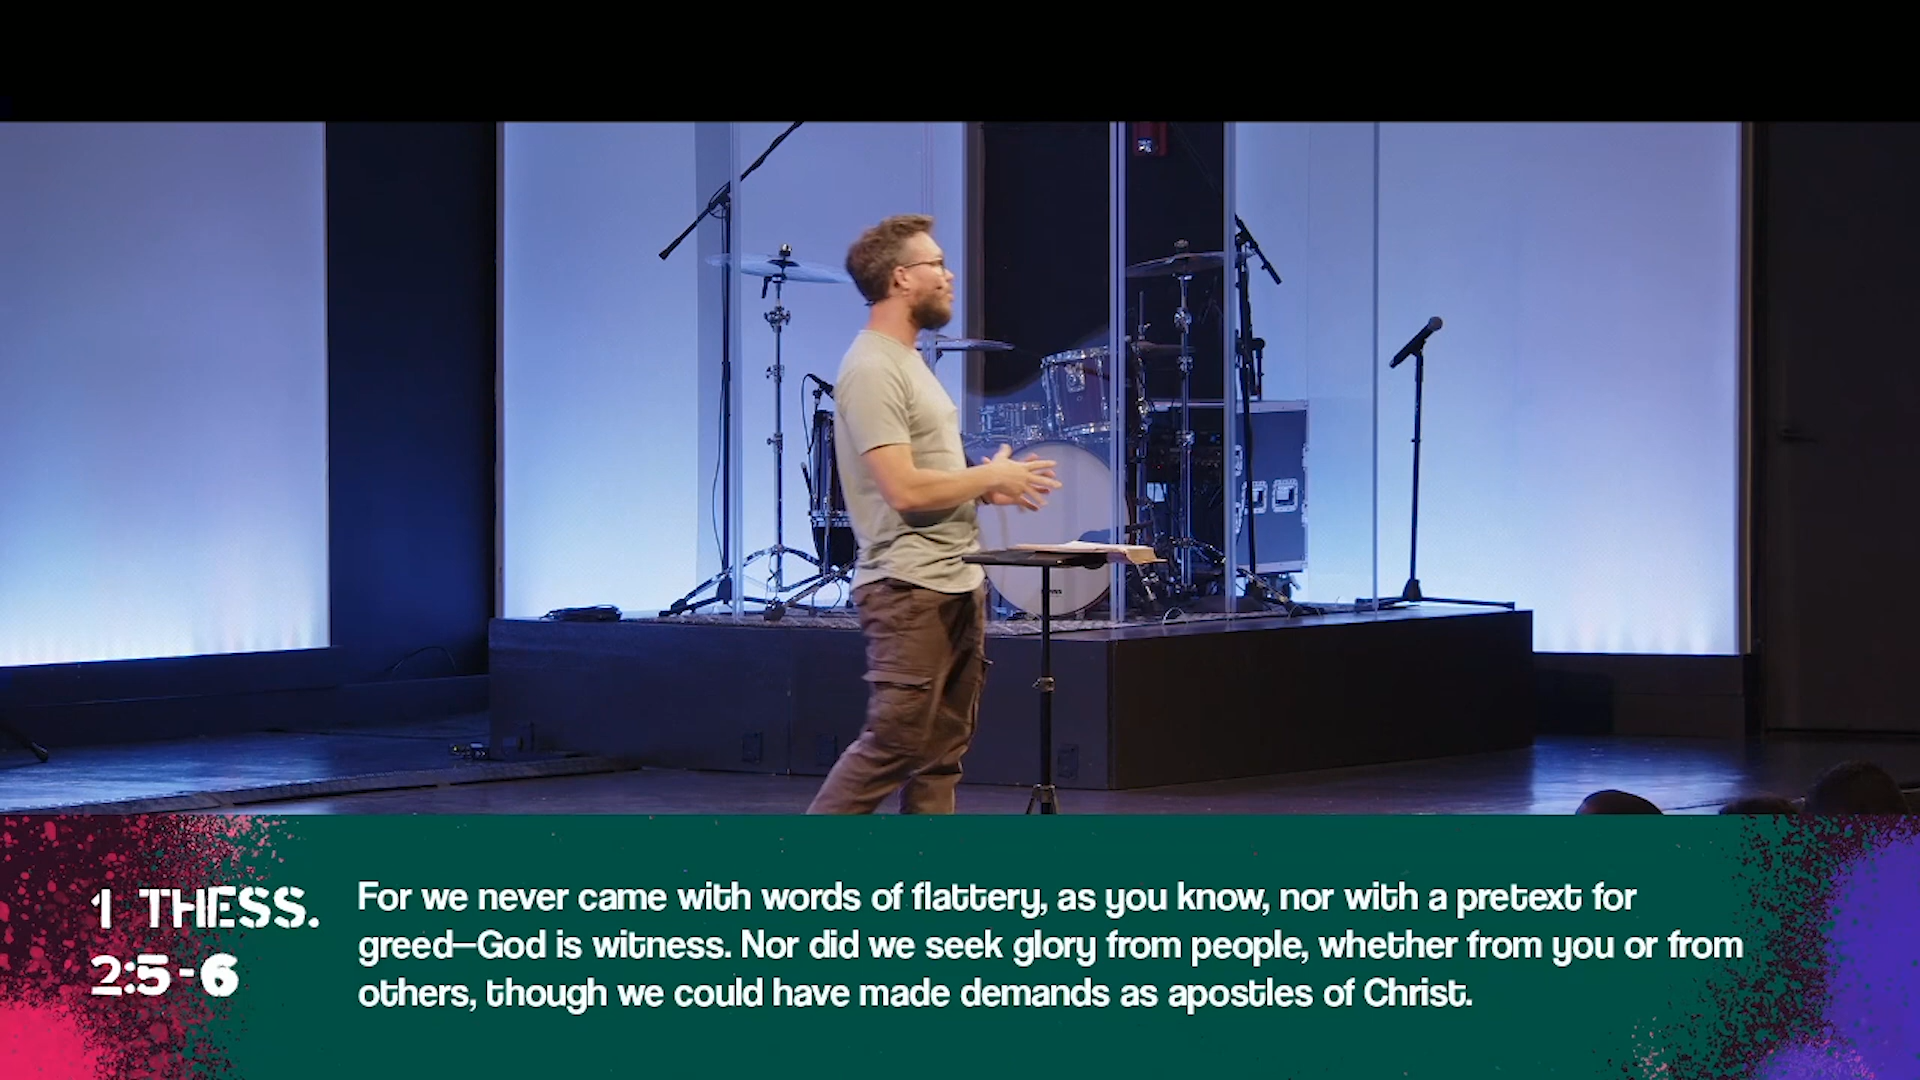 1 THESS.
2:5-6
For we never came with words of flattery, as you know, nor with a pretext for
greed—God is witness. Nor did we seek glory from people, whether from you or from
others, though we could have made demands as apostles of Christ.